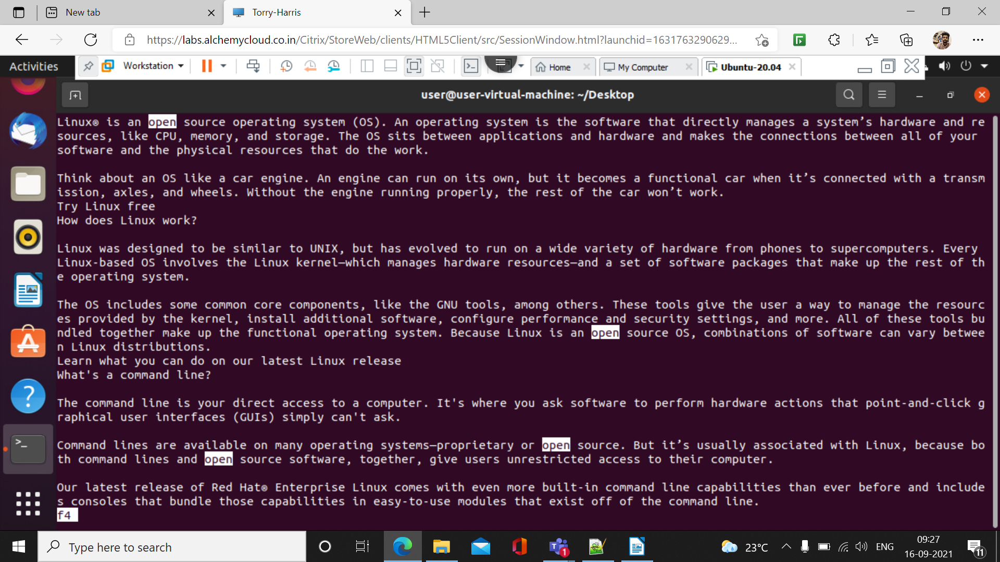 New tab
Torry-Harris
https://labs.alchemycloud.co.in/Citrix/StoreWeb/clients/HTML5Client/src/SessionWindow.html?launchid=1631763290629...
Activities
Workstation
Home
My Computer
Ubuntu-20.04
user@user-virtual-machine: ~/Desktop
Linux® is an open source operating system (OS). An operating system is the software that directly manages a system’s hardware and re
sources, like CPU, memory, and storage. The OS sits between applications and hardware and makes the connections between all of your
software and the physical resources that do the work.
Think about an OS like a car engine. An engine can run on its own, but it becomes a functional car when it’s connected with a transm
ission, axles, and wheels. Without the engine running properly, the rest of the car won’t work.
Try Linux free
How does Linux work?
Linux was designed to be similar to UNIX, but has evolved to run on a wide variety of hardware from phones to supercomputers. Every
Linux-based OS involves the Linux kernel—which manages hardware resources—and a set of software packages that make up the rest of th
e operating system.
The OS includes some common core components, like the GNU tools, among others. These tools give the user a way to manage the resourc
es provided by the kernel, install additional software, configure performance and security settings, and more. All of these tools bu
ndled together make up the functional operating system. Because Linux is an open source OS, combinations of software can vary betwee
n Linux distributions.
Learn what you can do on our latest Linux release
What's a command line?
The command line is your direct access to a computer. It's where you ask software to perform hardware actions that point-and-click g
raphical user interfaces (GUIs) simply can't ask.
Command lines are available on many operating systems—proprietary or open source. But it’s usually associated with Linux, because bo
th command lines and open source software, together, give users unrestricted access to their computer.
Our latest release of Red Hat® Enterprise Linux comes with even more built-in command line capabilities than ever before and include
s consoles that bundle those capabilities in easy-to-use modules that exist off of the command line.
f4
Type here to search
1
23°C
ENG
09:27
16-09-2021
11